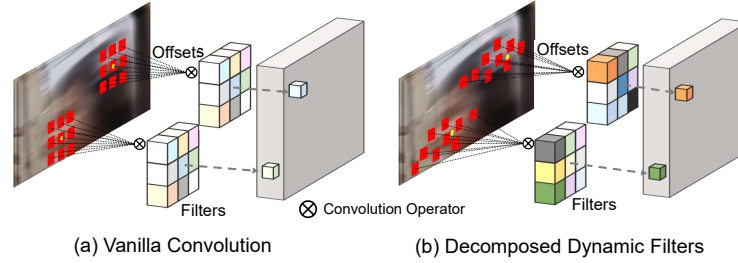 Offsets
Offsets
Filters
Filters
⊗ Convolution Operator
(a) Vanilla Convolution
(b) Decomposed Dynamic Filters